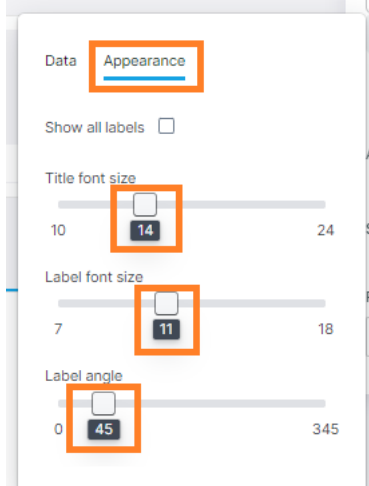 Data Appearance
Show all labels
Title font size
10 14 24
Label font size
7 11 18
Label angle
0 45 345